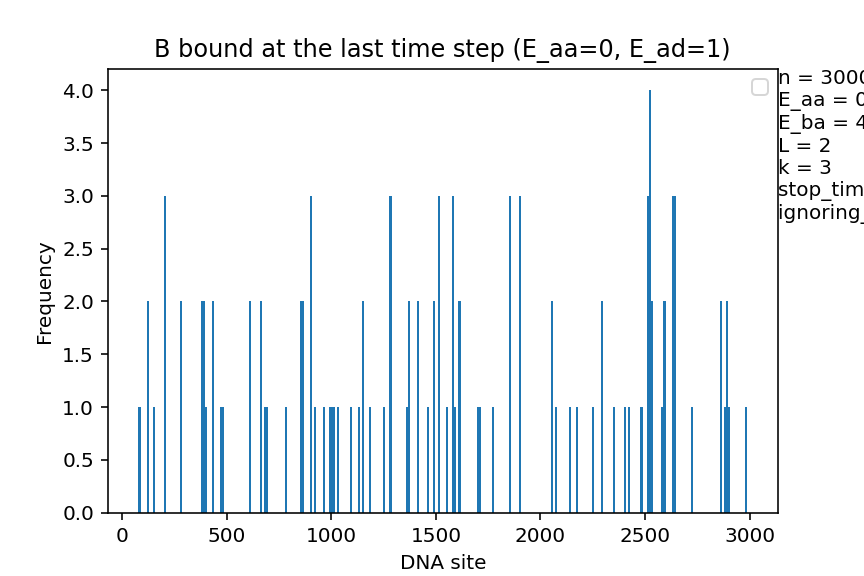 B bound at the last time step (E_aa=0, E_ad=1)
n = 3000
E_aa = 0
E_ba = 4
L = 2
k = 3
stop_tim
ignoring_
Frequency
4.0
3.5
3.0
2.5
2.0
1.5
1.0
0.5
0.0
0 500 1000 1500 2000 2500 3000
DNA site